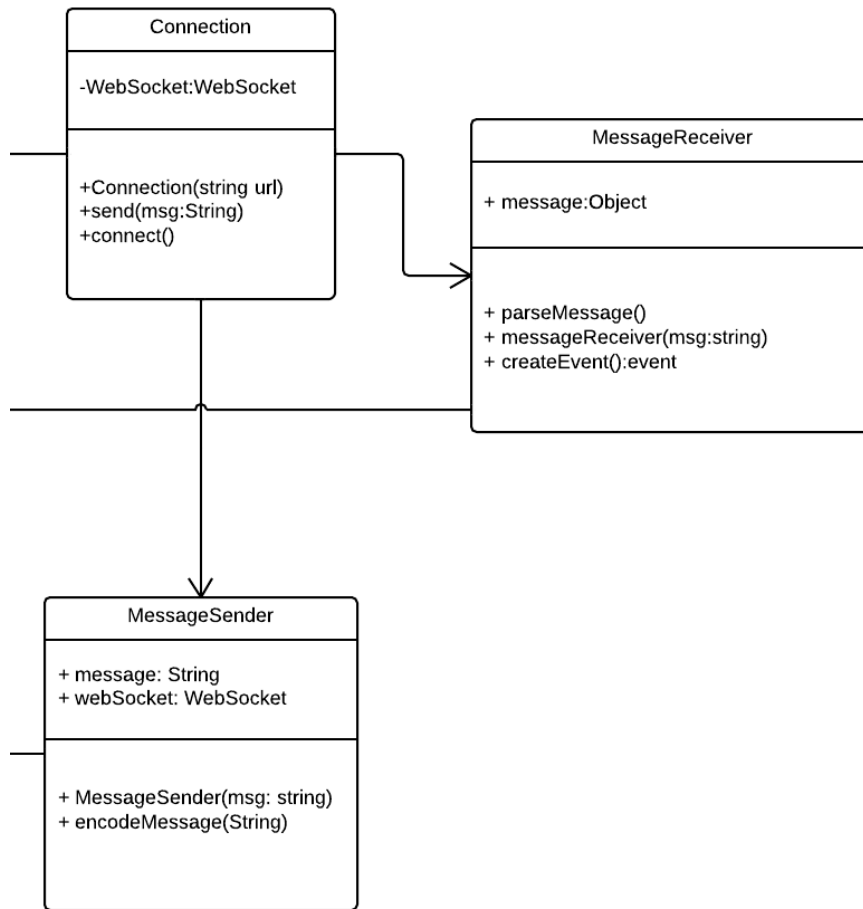 Connection
-WebSocket:WebSocket
+Connection(string url)
+send(msg:String)
+connect()
MessageReceiver
+ message:Object
+ parseMessage()
+ messageReceiver(msg:string)
+ createEvent():event
MessageSender
+ message: String
+ webSocket: WebSocket
+ MessageSender(msg: string)
+ encodeMessage(String)